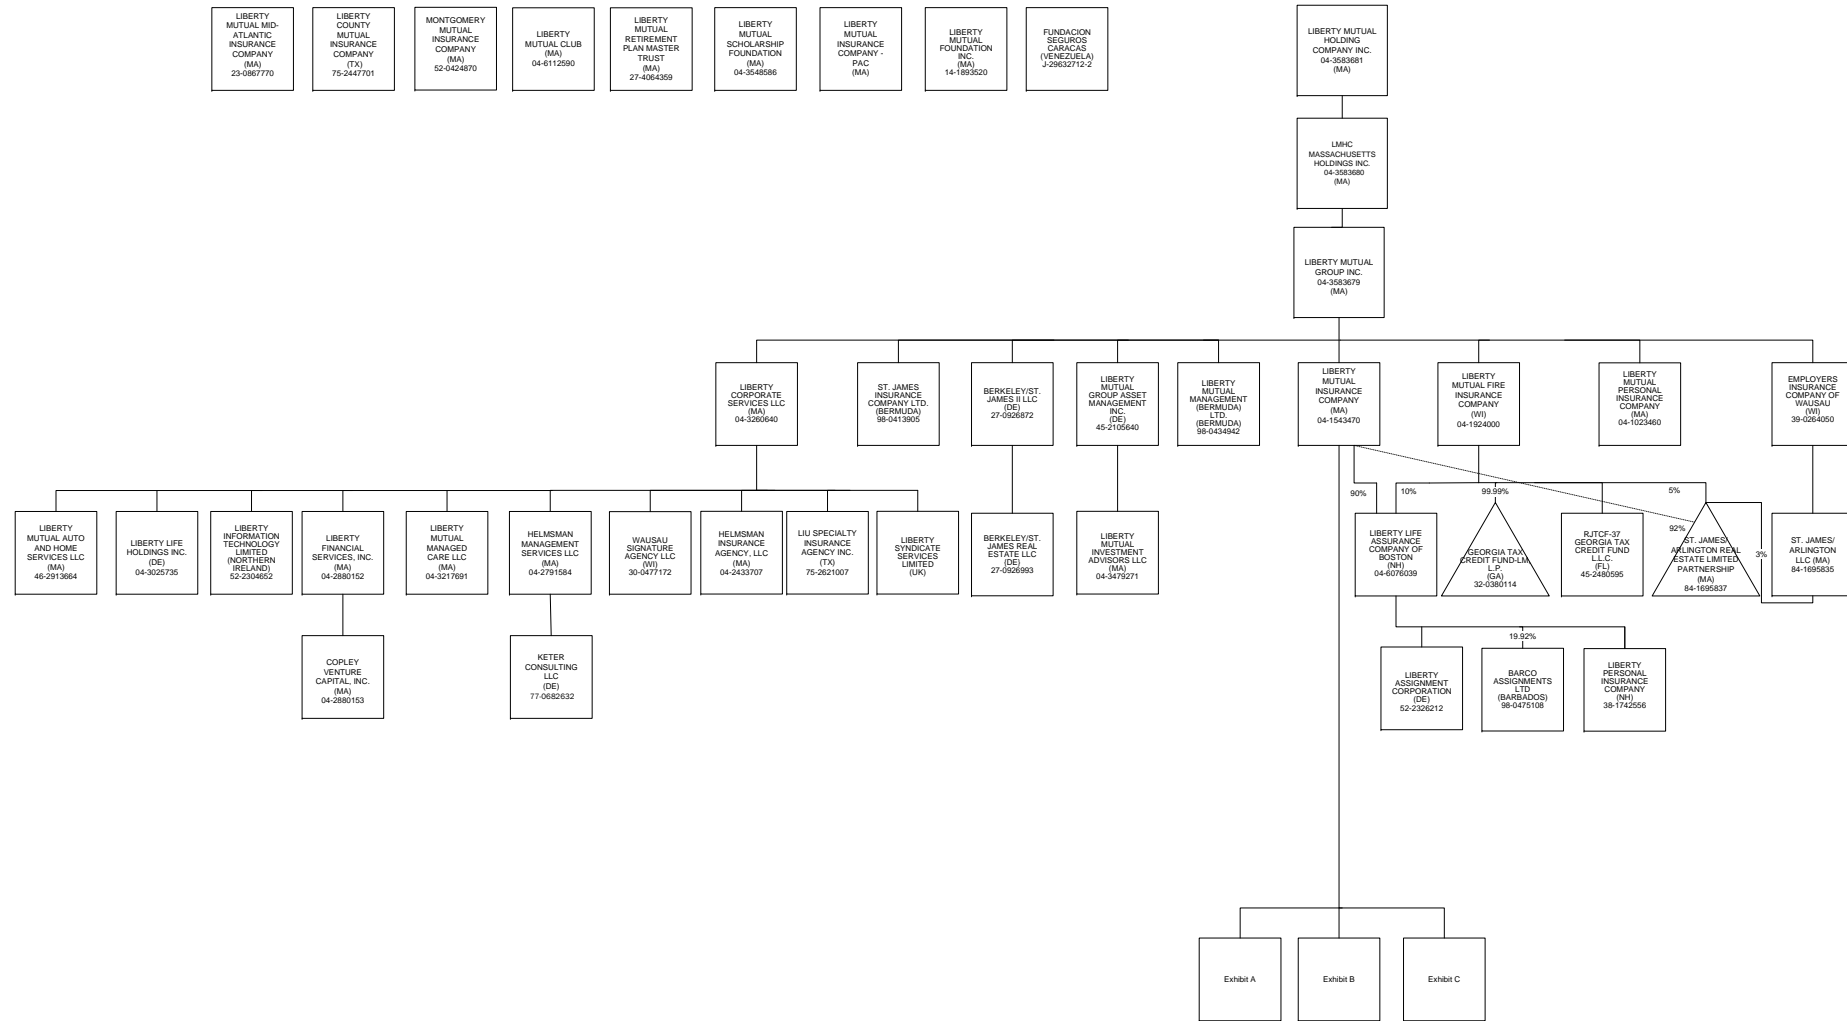 LIBERTY
MUTUAL MID-
ATLANTIC
INSURANCE
COMPANY
(MA)
23-0867770
LIBERTY
COUNTY
MUTUAL
INSURANCE
COMPANY
(TX)
75-2447701
MONTGOMERY
MUTUAL
INSURANCE
COMPANY
(MA)
52-0424870
LIBERTY
MUTUAL CLUB
(MA)
04-6112590
LIBERTY
MUTUAL
RETIREMENT
PLAN MASTER
TRUST
(MA)
27-4064359
LIBERTY
MUTUAL
SCHOLARSHIP
FOUNDATION
(MA)
04-3548586
LIBERTY
MUTUAL
INSURANCE
COMPANY -
PAC
(MA)
LIBERTY
MUTUAL
FOUNDATION
INC.
(MA)
14-1893520
FUNDACION
SEGUROS
CARACAS
(VENEZUELA)
J-29632712-2
LIBERTY MUTUAL
HOLDING
COMPANY INC.
04-3583681
(MA)
LMHC
MASSACHUSETTS
HOLDINGS INC.
04-3583680
(MA)
LIBERTY MUTUAL
GROUP INC.
04-3583679
(MA)
LIBERTY
CORPORATE
SERVICES LLC
(MA)
04-3260640
ST. JAMES
INSURANCE
COMPANY LTD.
(BERMUDA)
98-0413905
BERKELEY/ST.
JAMES II LLC
(DE)
27-0926872
LIBERTY
MUTUAL
GROUP ASSET
MANAGEMENT
INC.
(DE)
45-2105640
LIBERTY
MUTUAL
MANAGEMENT
(BERMUDA)
LTD.
(BERMUDA)
98-0434942
LIBERTY
MUTUAL
INSURANCE
COMPANY
(MA)
04-1543470
LIBERTY
MUTUAL FIRE
INSURANCE
COMPANY
(WI)
04-1924000
LIBERTY
MUTUAL
PERSONAL
INSURANCE
COMPANY
(MA)
04-1023460
EMPLOYERS
INSURANCE
COMPANY OF
WAUSAU
(WI)
39-0264050
90%
10%
99.99%
5%
92%
3%
LIBERTY
MUTUAL AUTO
AND HOME
SERVICES LLC
(MA)
46-2913664
LIBERTY LIFE
HOLDINGS INC.
(DE)
04-3025735
LIBERTY
INFORMATION
TECHNOLOGY
LIMITED
(NORTHERN
IRELAND)
52-2304652
LIBERTY
FINANCIAL
SERVICES, INC.
(MA)
04-2880152
LIBERTY
MUTUAL
MANAGED
CARE LLC
(MA)
04-3217691
HELMSMAN
MANAGEMENT
SERVICES LLC
(MA)
04-2791584
WAUSAU
SIGNATURE
AGENCY LLC
(WI)
30-0477172
HELMSMAN
INSURANCE
AGENCY, LLC
(MA)
04-2433707
LIU SPECIALTY
INSURANCE
AGENCY INC.
(TX)
75-2621007
LIBERTY
SYNDICATE
SERVICES
LIMITED
(UK)
BERKELEY/ST.
JAMES REAL
ESTATE LLC
(DE)
27-0926993
LIBERTY
MUTUAL
INVESTMENT
ADVISORS LLC
(MA)
04-3479271
LIBERTY LIFE
ASSURANCE
COMPANY OF
BOSTON
(NH)
04-6076039
GEORGIA TAX
CREDIT FUND-LM
L.P.
(GA)
32-0380114
RJTCF-37
GEORGIA TAX
CREDIT FUND
L.L.C.
(FL)
45-2480595
ST. JAMES/
ARLINGTON REAL
ESTATE LIMITED
PARTNERSHIP
(MA)
84-1695837
ST. JAMES/
ARLINGTON
LLC (MA)
84-1695835
COPLEY
VENTURE
CAPITAL, INC.
(MA)
04-2880153
KETER
CONSULTING
LLC
(DE)
77-0682632
19.92%
LIBERTY
ASSIGNMENT
CORPORATION
(DE)
52-2326212
BARCO
ASSIGNMENTS
LTD
(BARBADOS)
98-0475108
LIBERTY
PERSONAL
INSURANCE
COMPANY
(NH)
38-1742556
Exhibit A
Exhibit B
Exhibit C